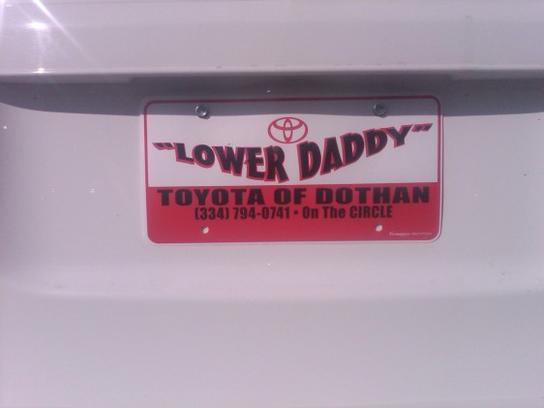 "LOWER DADDY"
TOYOTA OF DOTHAN
(334) 794-0741 • On The CIRCLE